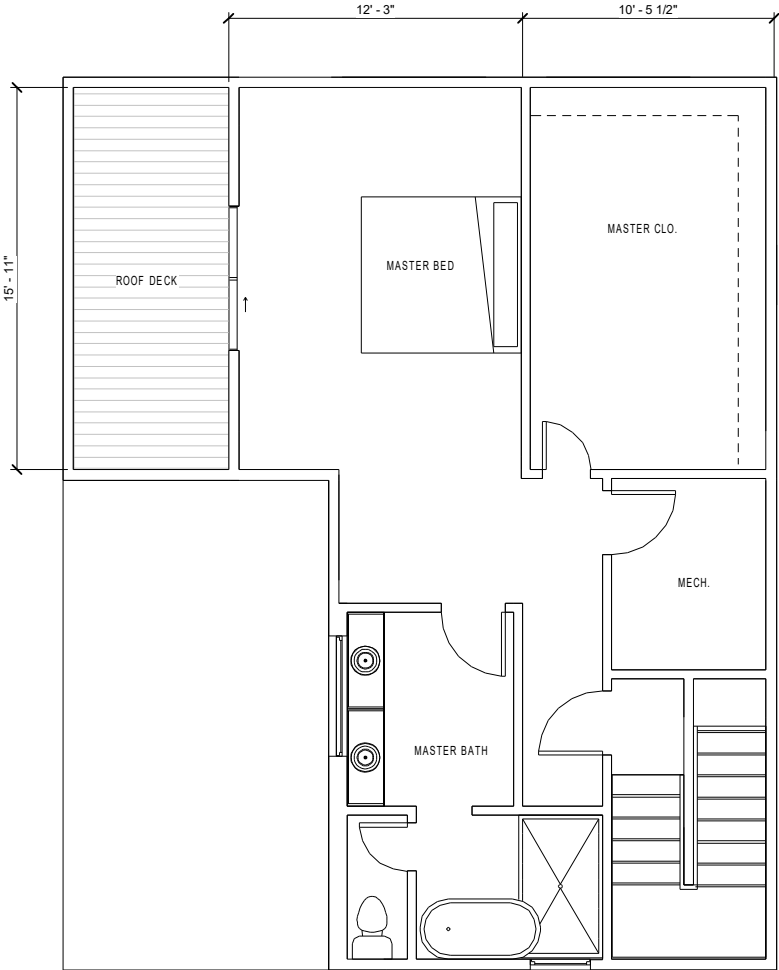 12' - 3"
10' - 5 1/2"
15' - 11"
MASTER CLO.
MASTER BED
ROOF DECK
MECH.
MASTER BATH